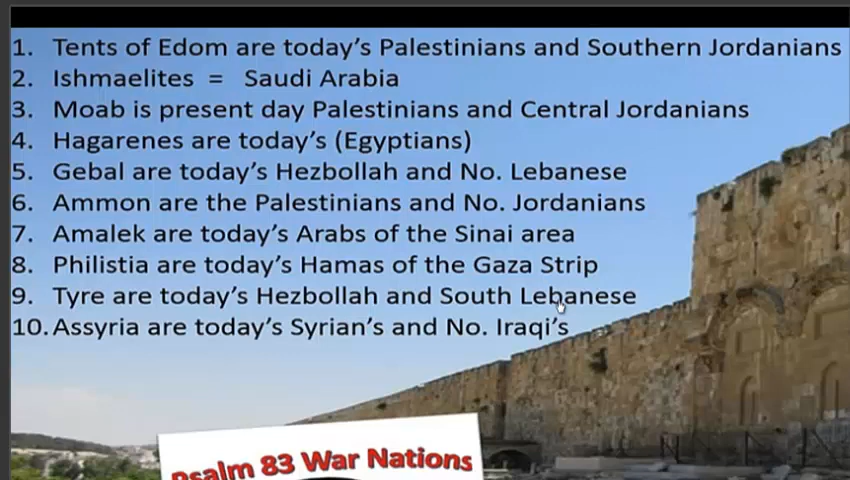 1. Tents of Edom are today's Palestinians and Southern Jordanians
2. Ishmaelites = Saudi Arabia
3. Moab is present day Palestinians and Central Jordanians
4. Hagarenes are today's (Egyptians)
5. Gebal are today's Hezbollah and No. Lebanese
6. Ammon are the Palestinians and No. Jordanians
7. Amalek are today's Arabs of the Sinai area
8. Philistia are today's Hamas of the Gaza Strip
9. Tyre are today's Hezbollah and South Lebanese
10. Assyria are today's Syrian's and No. Iraqi's
Psalm 83 War Nations